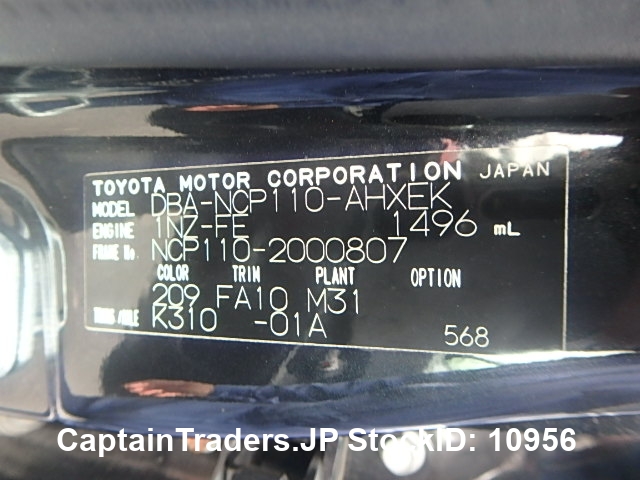 TOYOTA MOTOR CORPORATION JAPAN
MODEL DBA-NCP110-AHXEK
ENGINE 1NZ-FE 1496 mL
FRAME No. NCP110-2000807
COLOR TRIM PLANT OPTION
209 FA10 M31
TRANS/AXLE K310 -01A
568
CaptainTraders.JP StockID: 10956